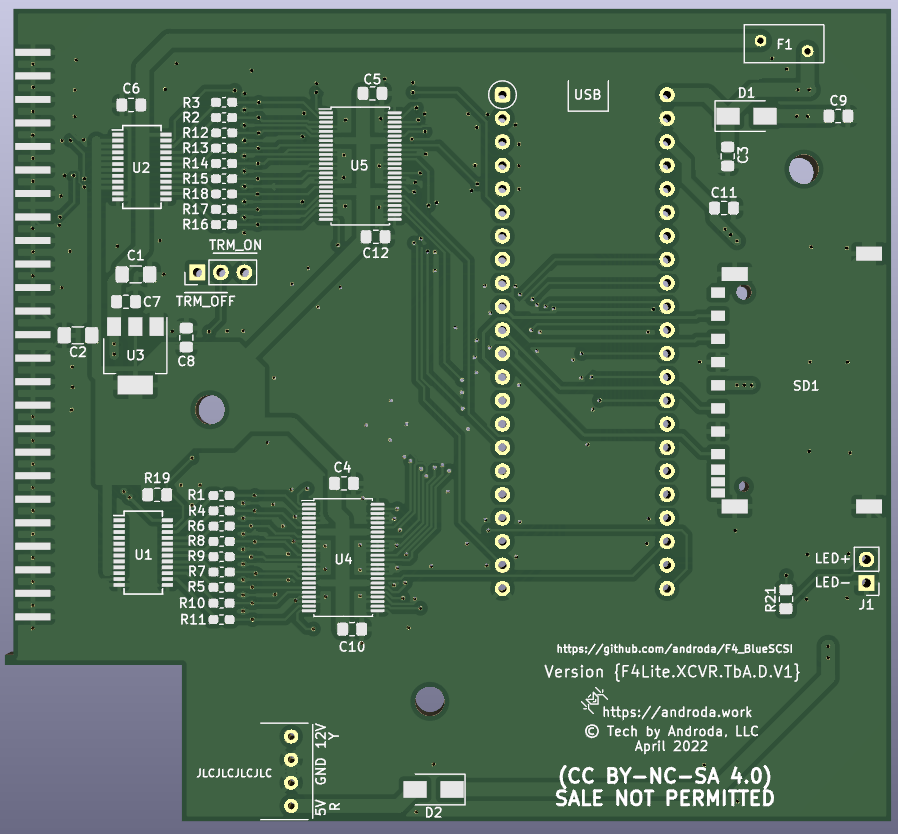 F1
USB
D1
C6
C5
C9
R3
R2
R12
R13
R14
R15
R18
R17
R16
U2
U5
C3
C11
TRM_ON
C12
C1
TRM_OFF
C7
C2
U3
C8
SD1
C4
R19
R1
R4
R6
R8
R9
R7
R5
R10
R11
U1
U4
LED+
LED-
R21
J1
C10
https://github.com/androda/F4_BlueSCSI
Version {F4Lite.XCVR.TbA.D.V1}
https://androda.work
© Tech by Androda, LLC
April 2022
JLCJLCJLCJLC
5V GND 12V
R
Y
(CC BY-NC-SA 4.0)
SALE NOT PERMITTED
D2